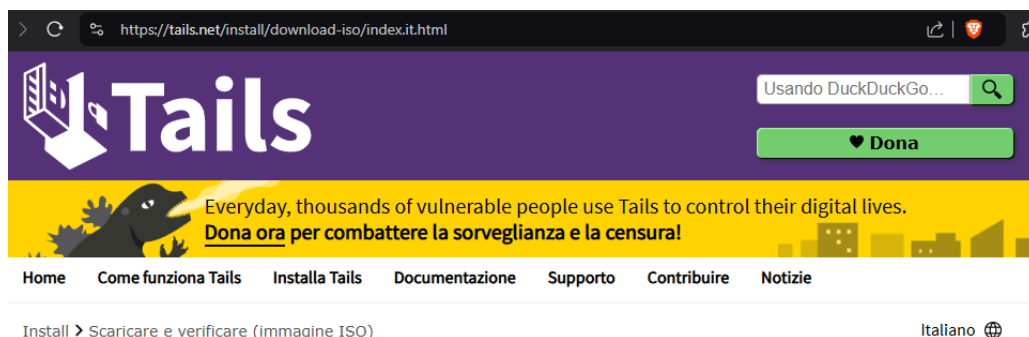 https://tails.net/install/download-iso/index.it.html
Tails
Usando DuckDuckGo...
♥ Dona
Everyday, thousands of vulnerable people use Tails to control their digital lives.
Dona ora per combattere la sorveglianza e la censura!
Home Come funziona Tails Installa Tails Documentazione Supporto Contribuire Notizie
Install > Scaricare e verificare (immagine ISO) Italiano